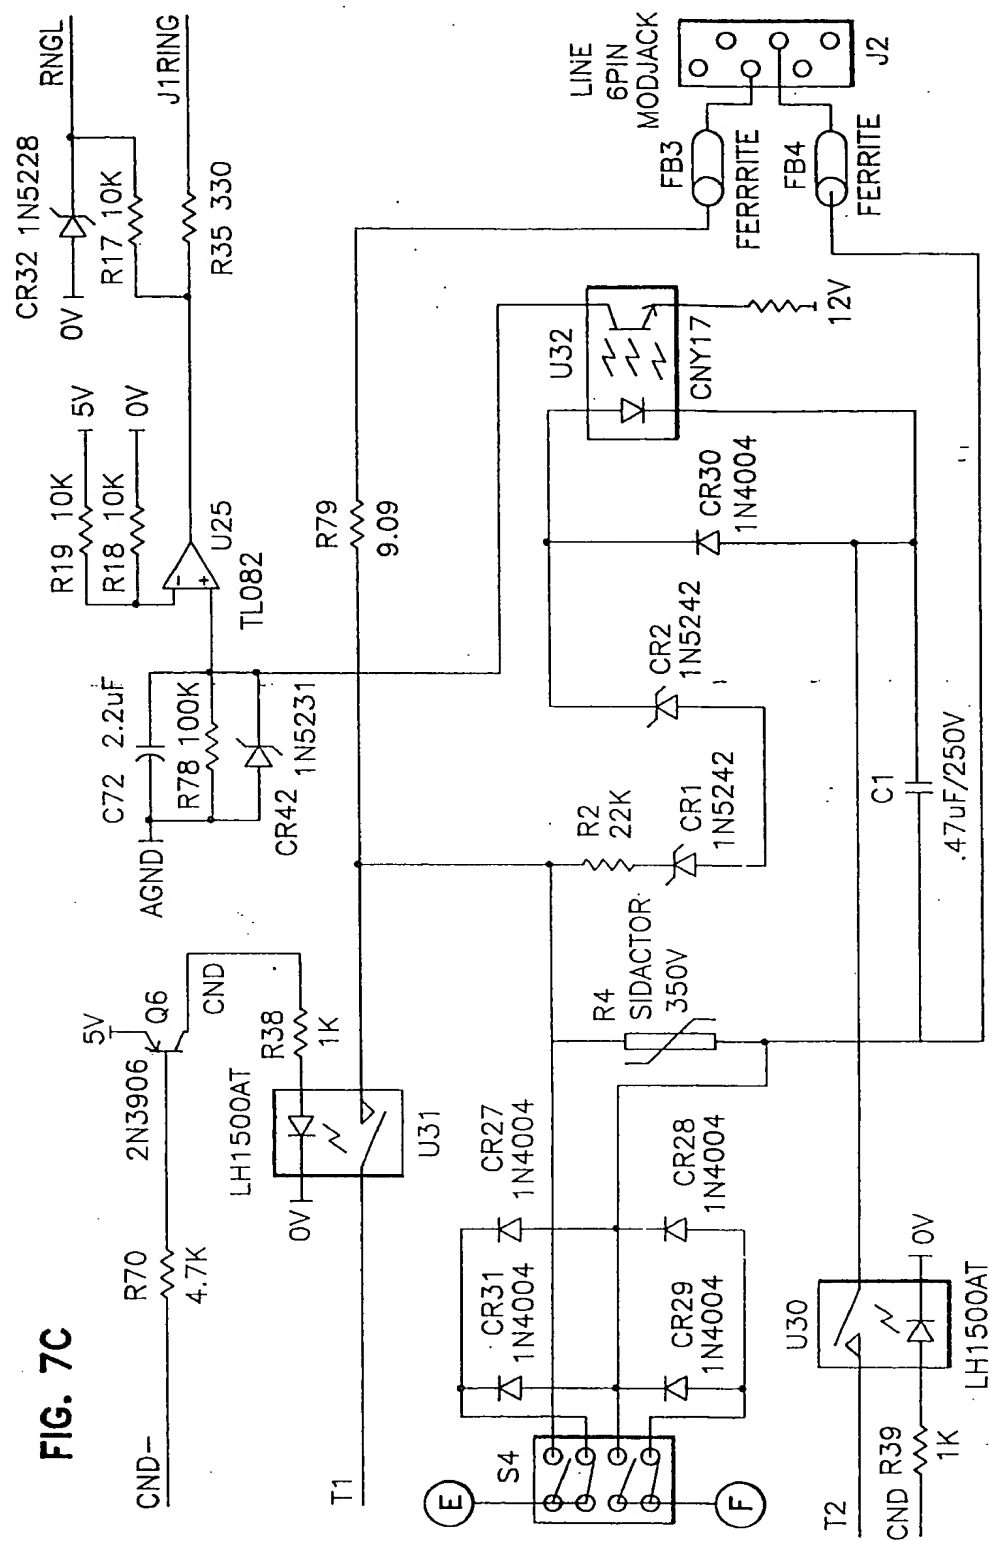 FIG. 7C
CND-
R70
4.7K
2N3906
5V
Q6
CND
R38
1K
LH1500AT
0V
U31
T1
AGND
C72 2.2uF
R78 100K
CR42
1N5231
R19 10K
5V
R18 10K
0V
-
+
U25
TL082
CR32 1N5228
0V
R17 10K
R35 330
RNGL
J1RING
R79
9.09
LINE
6PIN
MODJACK
J2
FB3
FERRRITE
FB4
FERRITE
U32
CNY17
12V
CR30
1N4004
CR2
1N5242
R2
22K
CR1
1N5242
C1
.47uF/250V
R4
SIDACTOR
350V
CR27
1N4004
CR28
1N4004
CR31
1N4004
CR29
1N4004
S4
E
F
U30
0V
LH1500AT
T2
CND R39
1K